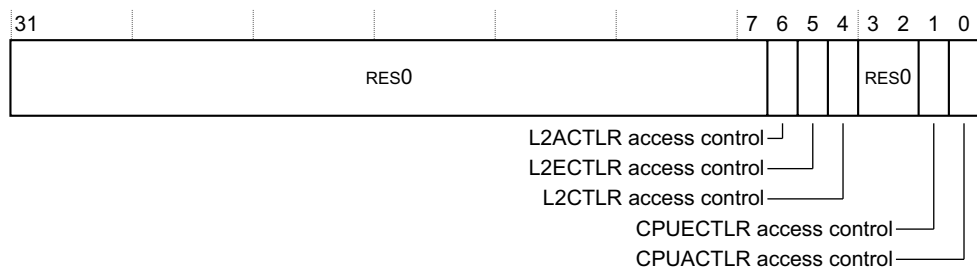 31 7 6 5 4 3 2 1 0
RES0 RES0
L2ACTLR access control
L2ECTLR access control
L2CTLR access control
CPUECTLR access control
CPUACTLR access control